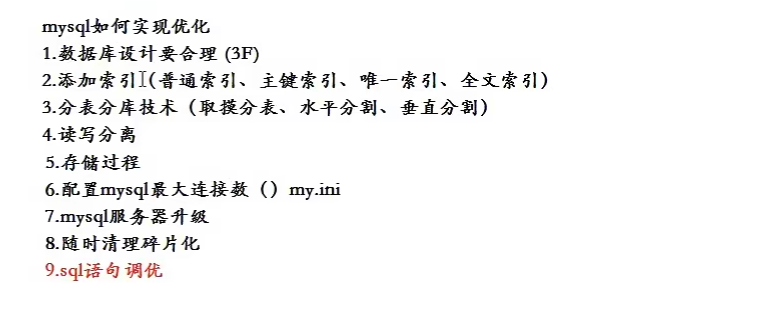 mysql如何实现优化
1.数据库设计要合理 (3F)
2.添加索引(普通索引、主键索引、唯一索引、全文索引)
3.分表分库技术（取摸分表、水平分割、垂直分割）
4.读写分离
5.存储过程
6.配置mysql最大连接数（）my.ini
7.mysql服务器升级
8.随时清理碎片化
9.sql语句调优